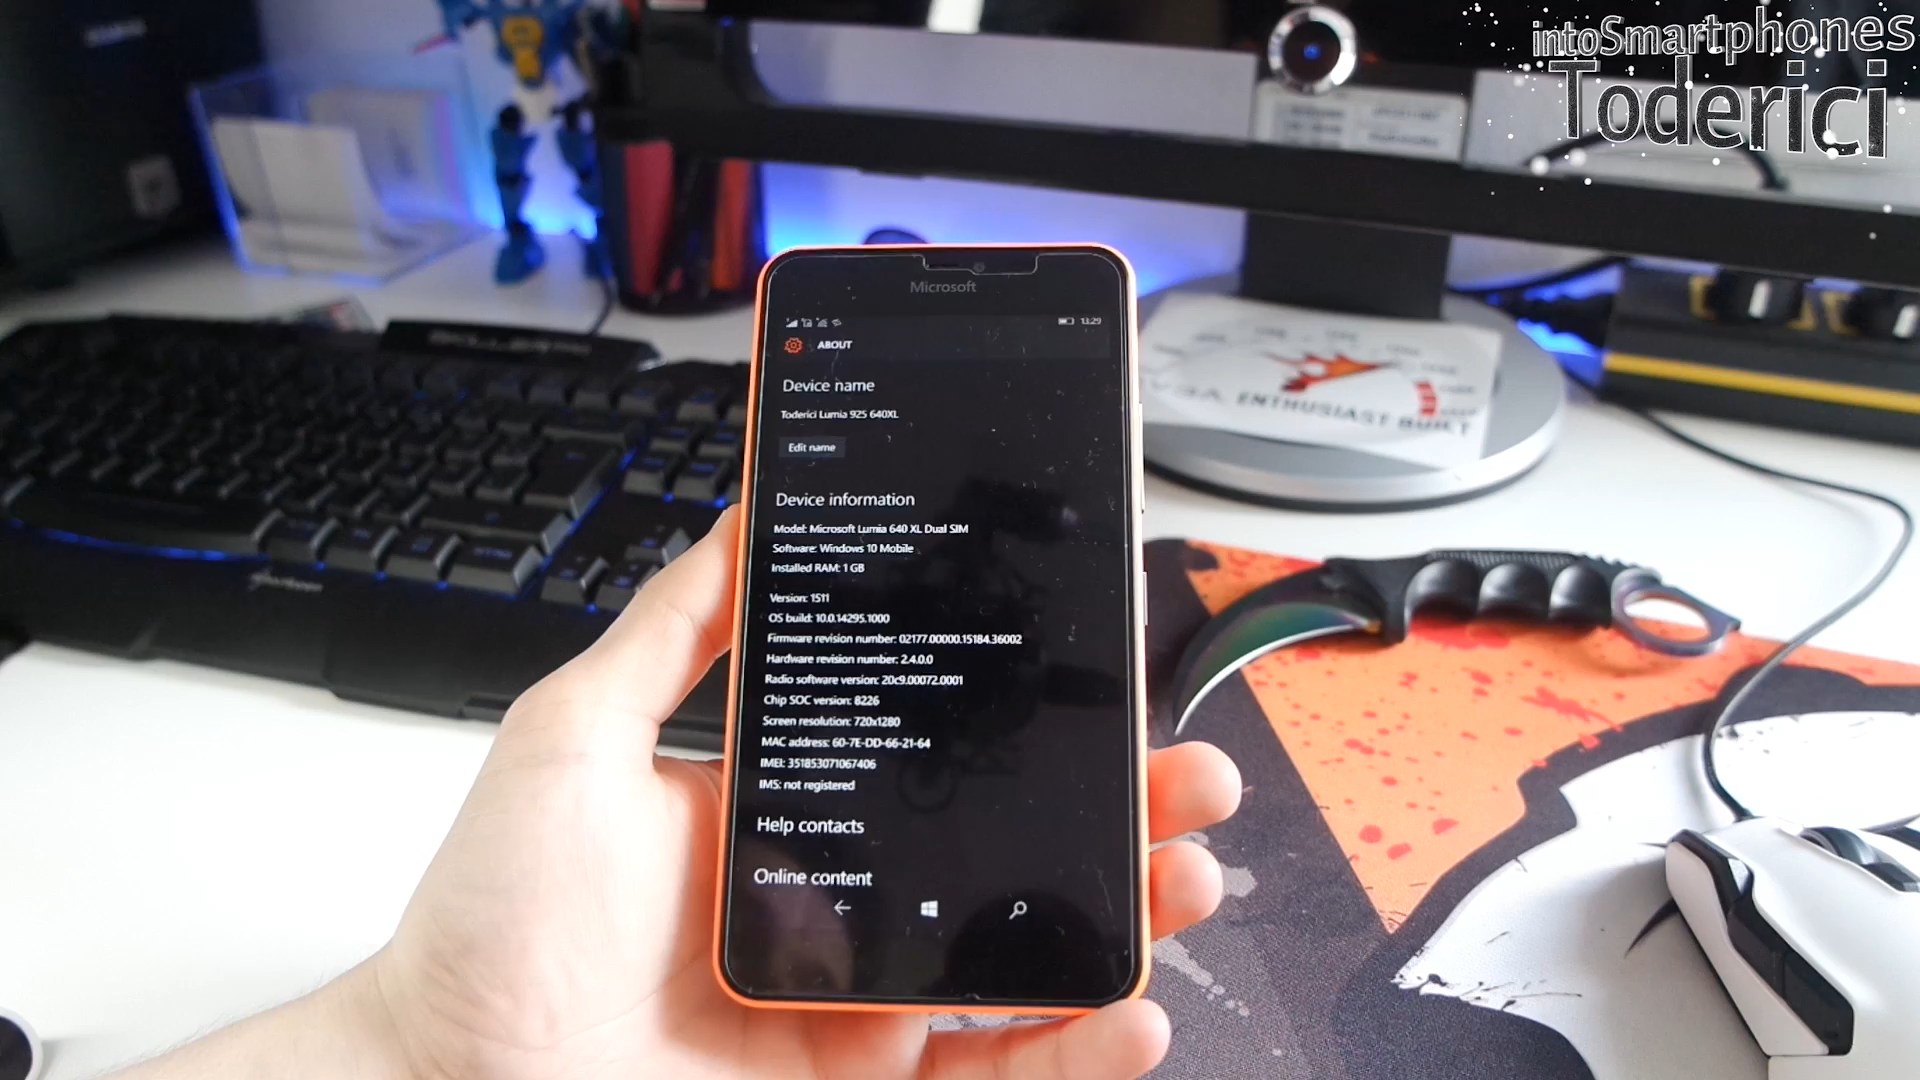 intoSmartphones
Toderici
Microsoft
13:29
ABOUT
Device name
Toderici Lumia 925 640XL
Edit name
Device information
Model: Microsoft Lumia 640 XL Dual SIM
Software: Windows 10 Mobile
Installed RAM: 1 GB
Version: 1511
OS build: 10.0.14295.1000
Firmware revision number: 02177.00000.15184.36002
Hardware revision number: 2.4.0.0
Radio software version: 20c9.00072.0001
Chip SOC version: 8226
Screen resolution: 720x1280
MAC address: 60-7E-DD-66-21-64
IMEI: 351853071067406
IMS: not registered
Help contacts
Online content
EVGA. ENTHUSIAST BUILT